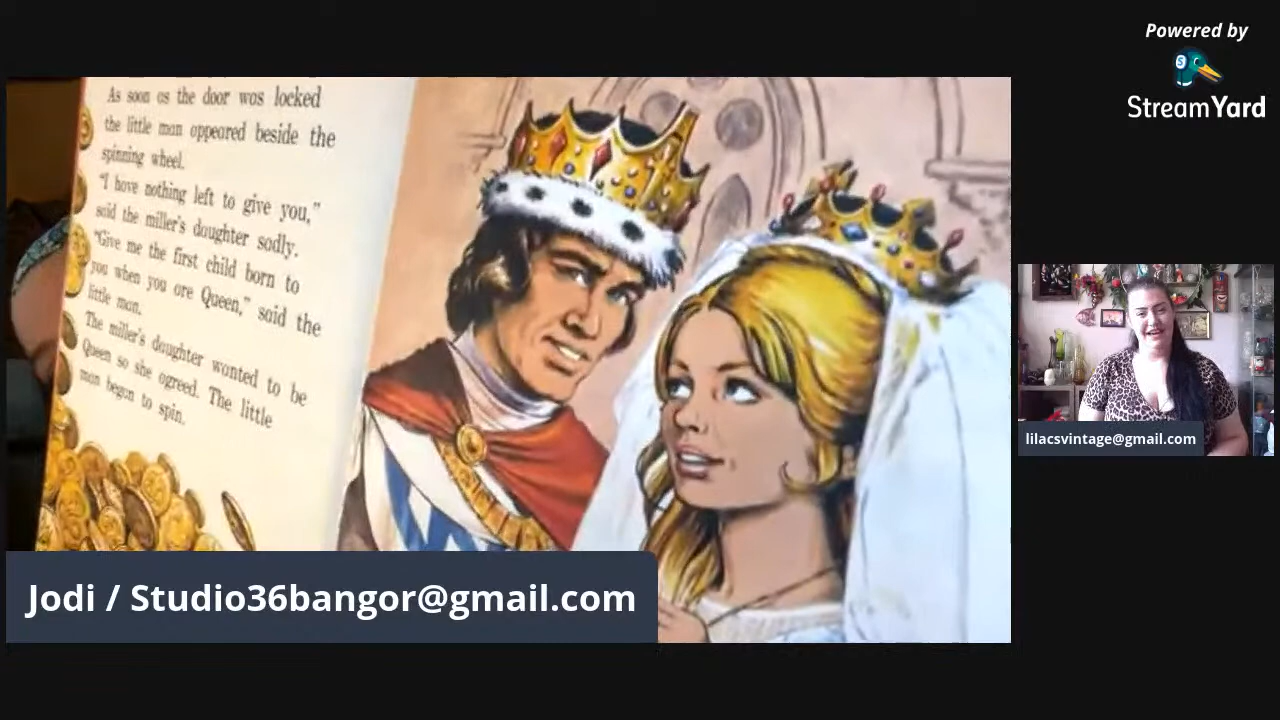 As soon as the door was locked
the little man appeared beside the
spinning wheel.
"I have nothing left to give you,"
said the miller's daughter sadly.
"Give me the first child born to
you when you are Queen," said the
little man.
The miller's daughter wanted to be
Queen so she agreed. The little
man began to spin.
Jodi / Studio36bangor@gmail.com
Powered by
StreamYard
lilacsvintage@gmail.com